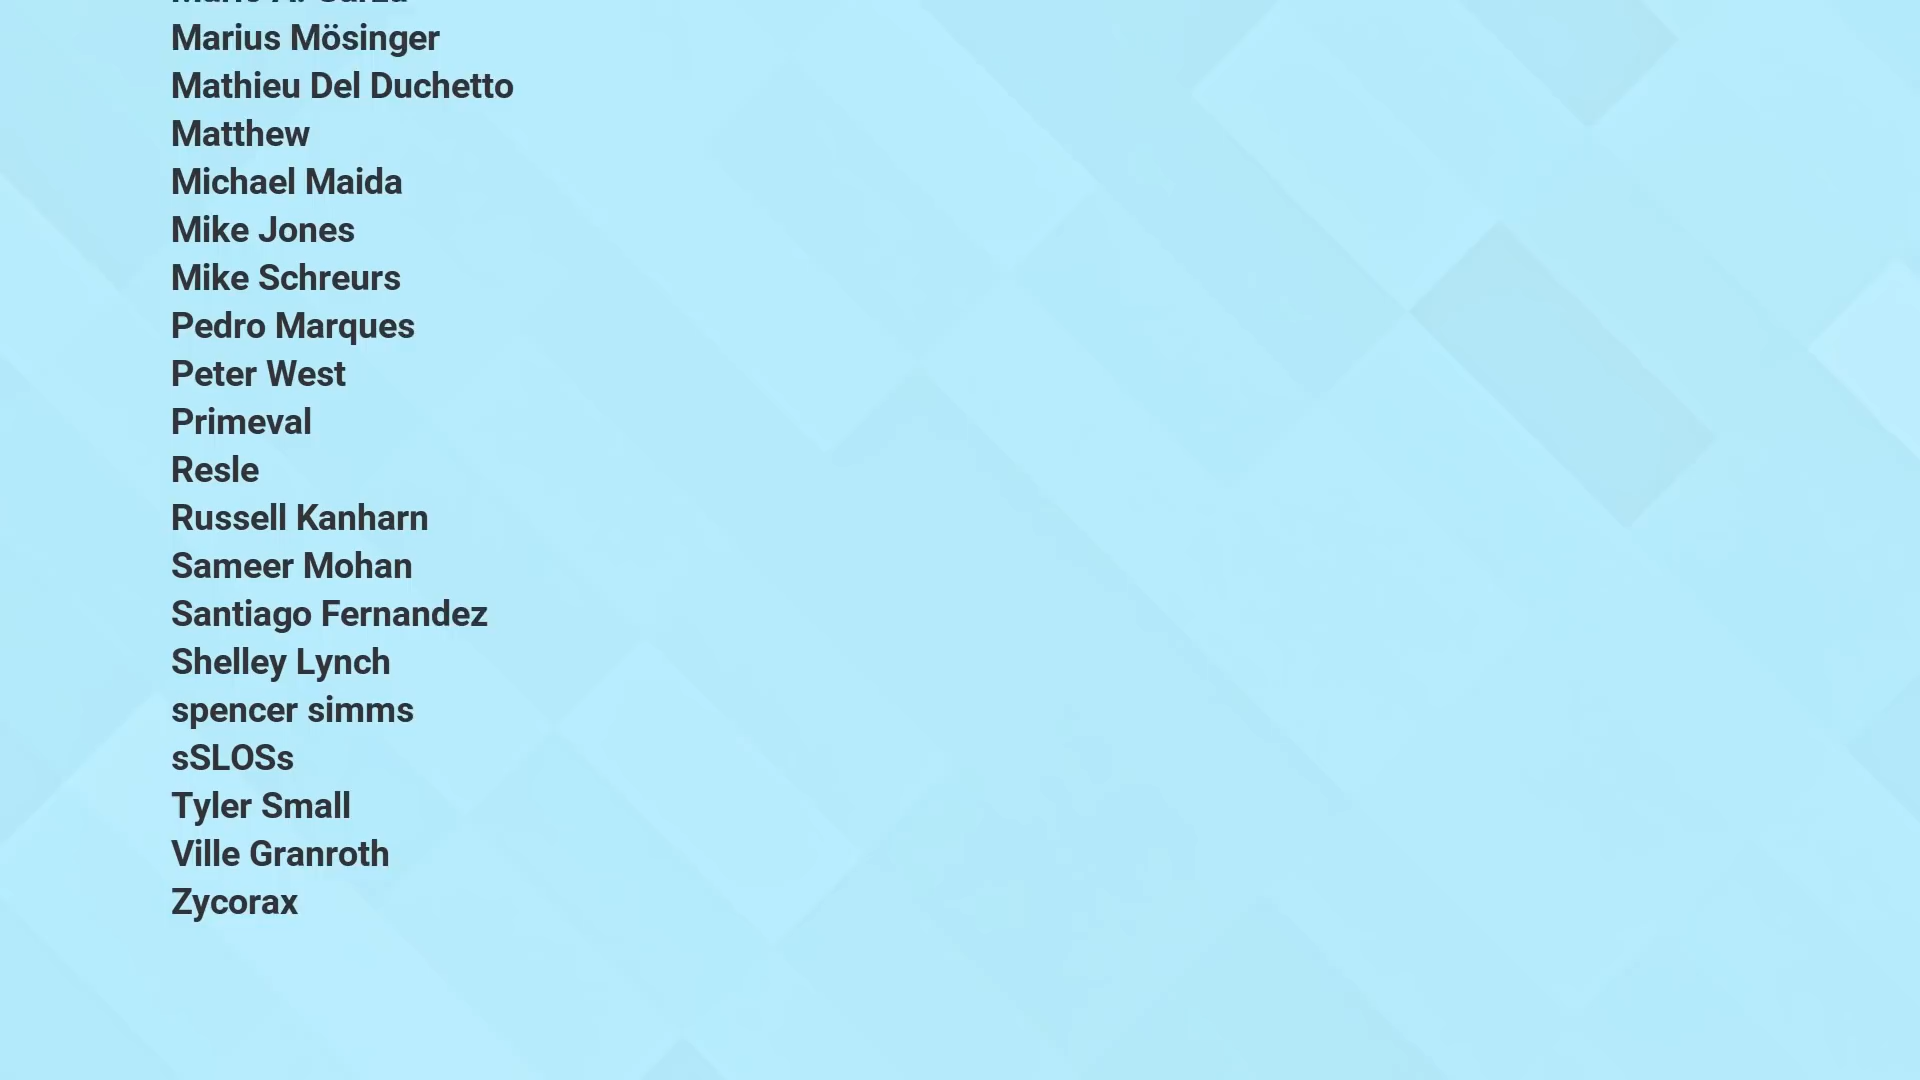 Marius Mösinger
Mathieu Del Duchetto
Matthew
Michael Maida
Mike Jones
Mike Schreurs
Pedro Marques
Peter West
Primeval
Resle
Russell Kanharn
Sameer Mohan
Santiago Fernandez
Shelley Lynch
spencer simms
sSLOSs
Tyler Small
Ville Granroth
Zycorax